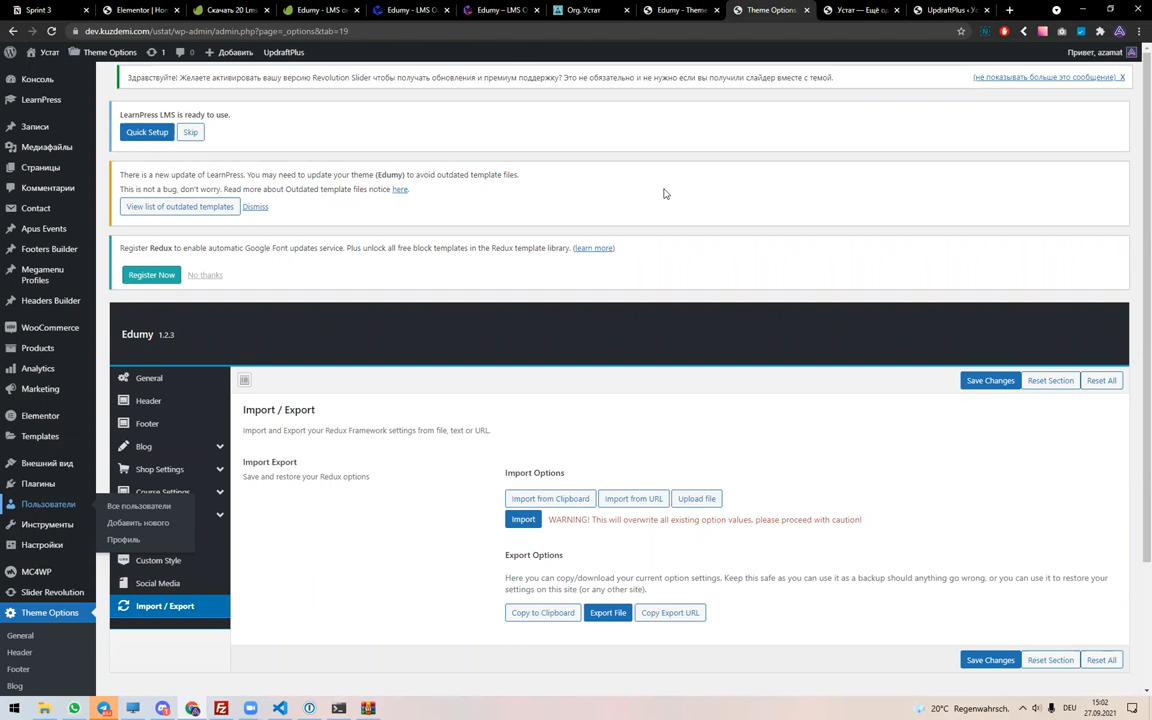 Sprint 3
Elementor | Hom
Скачать 20 Lms
Edumy - LMS on
Edumy - LMS O
Edumy – LMS O
Org. Устат
Edumy - Theme
Theme Options
Устат — Ещё од
UpdraftPlus ‹ Ус
dev.kuzdemi.com/ustat/wp-admin/admin.php?page=_options&tab=19
Устат
Theme Options
1
0
Добавить
UpdraftPlus
Привет, azamat
Здравствуйте! Желаете активировать вашу версию Revolution Slider чтобы получать обновления и премиум поддержку? Это не обязательно и не нужно если вы получили слайдер вместе с темой.
(не показывать больше это сообщение) X
LearnPress LMS is ready to use.
Quick Setup
Skip
There is a new update of LearnPress. You may need to update your theme (Edumy) to avoid outdated template files.
This is not a bug, don't worry. Read more about Outdated template files notice here.
View list of outdated templates
Dismiss
Register Redux to enable automatic Google Font updates service. Plus unlock all free block templates in the Redux template library. (learn more)
Register Now
No thanks
Консоль
LearnPress
Записи
Медиафайлы
Страницы
Комментарии
Contact
Apus Events
Footers Builder
Megamenu
Profiles
Headers Builder
WooCommerce
Products
Analytics
Marketing
Elementor
Templates
Внешний вид
Плагины
Пользователи
Инструменты
Настройки
MC4WP
Slider Revolution
Theme Options
General
Header
Footer
Blog
Все пользователи
Добавить нового
Профиль
Edumy 1.2.3
General
Header
Footer
Blog
Shop Settings
Course Settings
Custom Style
Social Media
Import / Export
Save Changes
Reset Section
Reset All
Import / Export
Import and Export your Redux Framework settings from file, text or URL.
Import Export
Save and restore your Redux options
Import Options
Import from Clipboard
Import from URL
Upload file
Import
WARNING! This will overwrite all existing option values, please proceed with caution!
Export Options
Here you can copy/download your current option settings. Keep this safe as you can use it as a backup should anything go wrong, or you can use it to restore your
settings on this site (or any other site).
Copy to Clipboard
Export File
Copy Export URL
Save Changes
Reset Section
Reset All
20°C Regenwahrsch.
DEU
15:02
27.09.2021